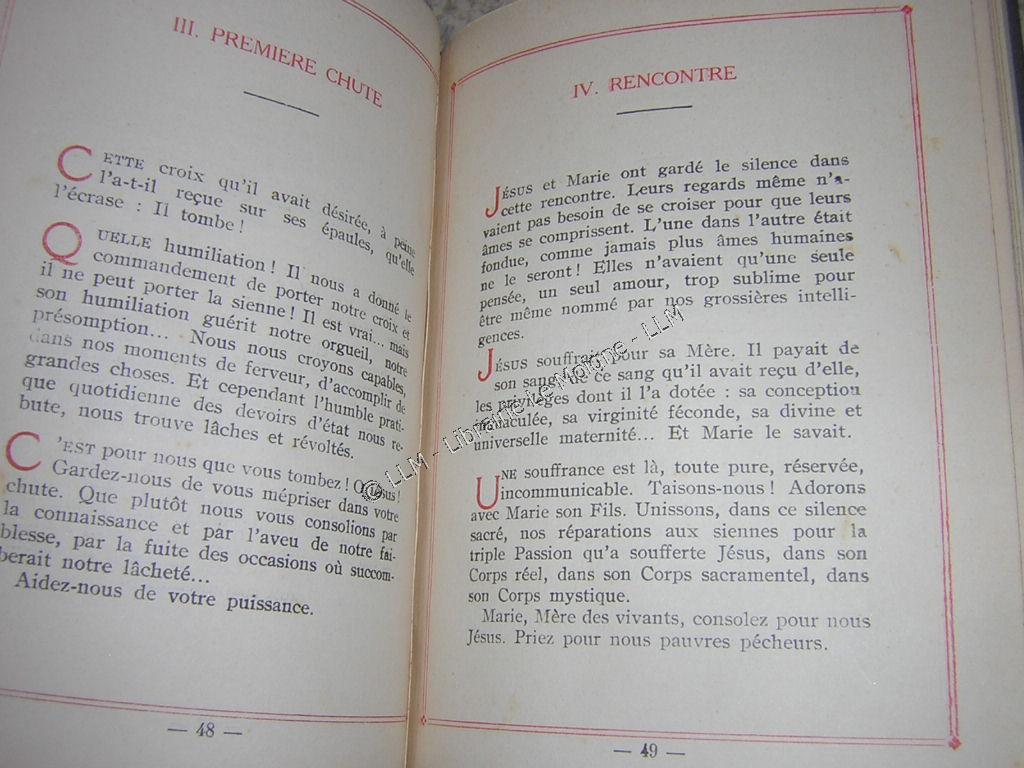 III. PREMIERE CHUTE
CETTE croix qu'il avait désirée, à peine
l'a-t-il reçue sur ses épaules, qu'elle
l'écrase : Il tombe !
QUELLE humiliation ! Il nous a donné le
commandement de porter notre croix et
il ne peut porter la sienne ! Il est vrai... mais
son humiliation guérit notre orgueil, notre
présomption... Nous nous croyons capables,
dans nos moments de ferveur, d'accomplir de
grandes choses. Et cependant l'humble prati-
que quotidienne des devoirs d'état nous re-
bute, nous trouve lâches et révoltés.
C'EST pour nous que vous tombez ! O Jésus !
Gardez-nous de vous mépriser dans votre
chute. Que plutôt nous vous consolions par
la connaissance et par l'aveu de notre fai-
blesse, par la fuite des occasions où succom-
berait notre lâcheté...
Aidez-nous de votre puissance.
— 48 —
IV. RENCONTRE
JÉSUS et Marie ont gardé le silence dans
cette rencontre. Leurs regards même n'a-
vaient pas besoin de se croiser pour que leurs
âmes se comprissent. L'une dans l'autre était
fondue, comme jamais plus âmes humaines
ne le seront ! Elles n'avaient qu'une seule
pensée, un seul amour, trop sublime pour
être même nommé par nos grossières intelli-
gences.
JÉSUS souffrait pour sa Mère. Il payait de
son sang, de ce sang qu'il avait reçu d'elle,
les privilèges dont il l'a dotée : sa conception
immaculée, sa virginité féconde, sa divine et
universelle maternité... Et Marie le savait.
UNE souffrance est là, toute pure, réservée,
incommunicable. Taisons-nous ! Adorons
avec Marie son Fils. Unissons, dans ce silence
sacré, nos réparations aux siennes pour la
triple Passion qu'a soufferte Jésus, dans son
Corps réel, dans son Corps sacramentel, dans
son Corps mystique.
Marie, Mère des vivants, consolez pour nous
Jésus. Priez pour nous pauvres pécheurs.
— 49 —
© LLM - Librairie Le Moine - LLM